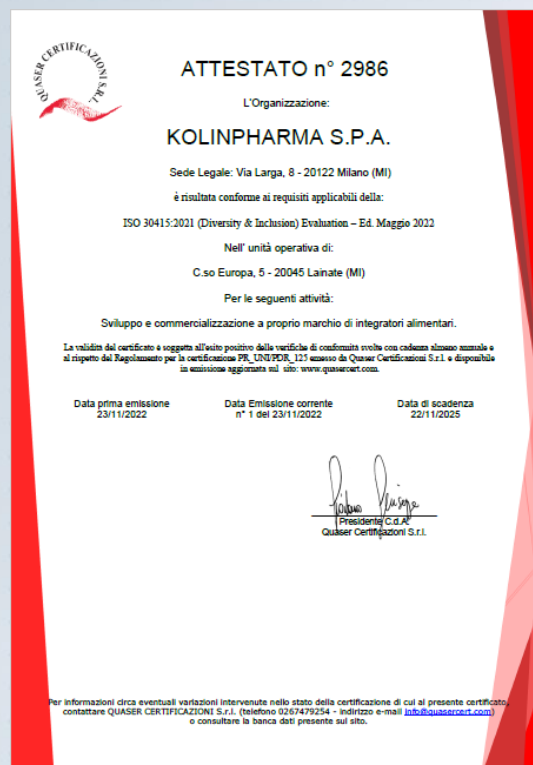 QUASER CERTIFICAZIONI S.R.L.
ATTESTATO n° 2986
L'Organizzazione:
KOLINPHARMA S.P.A.
Sede Legale: Via Larga, 8 - 20122 Milano (MI)
è risultata conforme ai requisiti applicabili della:
ISO 30415:2021 (Diversity & Inclusion) Evaluation – Ed. Maggio 2022
Nell' unità operativa di:
C.so Europa, 5 - 20045 Lainate (MI)
Per le seguenti attività:
Sviluppo e commercializzazione a proprio marchio di integratori alimentari.
La validità del certificato è soggetta all'esito positivo delle verifiche di conformità svolte con cadenza almeno annuale e
al rispetto del Regolamento per la certificazione PR_UNI/PDR_125 emesso da Quaser Certificazioni S.r.l. e disponibile
in emissione aggiornata sul sito: www.quasercert.com.
Data prima emissione Data Emissione corrente Data di scadenza
23/11/2022 n° 1 del 23/11/2022 22/11/2025
Presidente C.d.A.
Quaser Certificazioni S.r.l.
Per informazioni circa eventuali variazioni intervenute nello stato della certificazione di cui al presente certificato,
contattare QUASER CERTIFICAZIONI S.r.l. (telefono 0267479254 - indirizzo e-mail info@quasercert.com)
o consultare la banca dati presente sul sito.